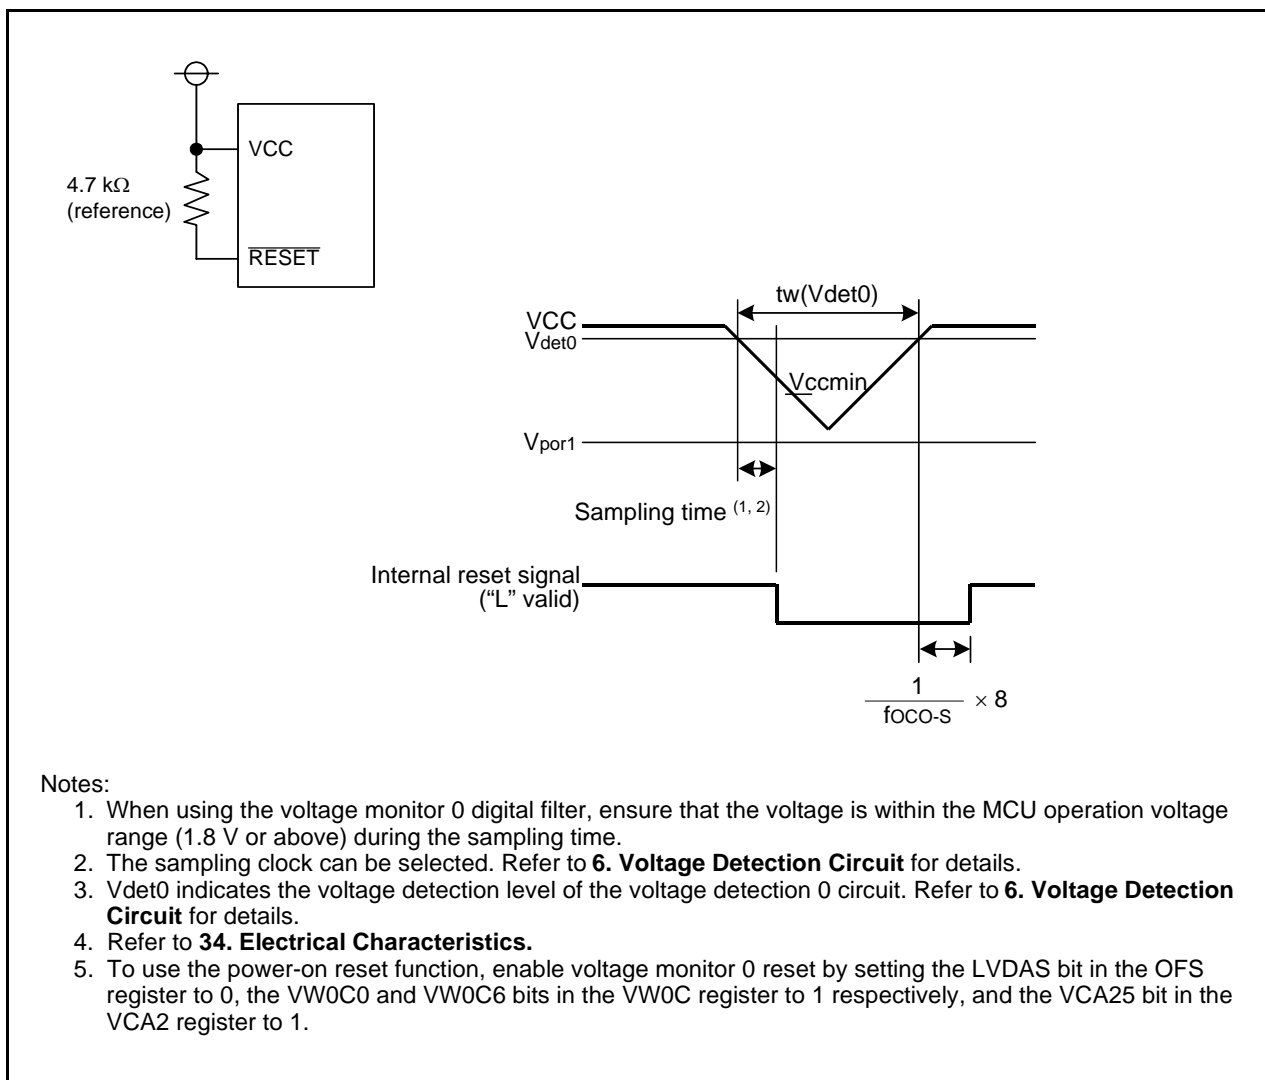 VCC
4.7 kΩ
(reference)
RESET
tw(Vdet0)
VCC
Vdet0
Vccmin
Vpor1
Sampling time (1, 2)
Internal reset signal
(“L” valid)
1
fOCO-S
× 8
Notes:
1. When using the voltage monitor 0 digital filter, ensure that the voltage is within the MCU operation voltage
range (1.8 V or above) during the sampling time.
2. The sampling clock can be selected. Refer to 6. Voltage Detection Circuit for details.
3. Vdet0 indicates the voltage detection level of the voltage detection 0 circuit. Refer to 6. Voltage Detection
Circuit for details.
4. Refer to 34. Electrical Characteristics.
5. To use the power-on reset function, enable voltage monitor 0 reset by setting the LVDAS bit in the OFS
register to 0, the VW0C0 and VW0C6 bits in the VW0C register to 1 respectively, and the VCA25 bit in the
VCA2 register to 1.